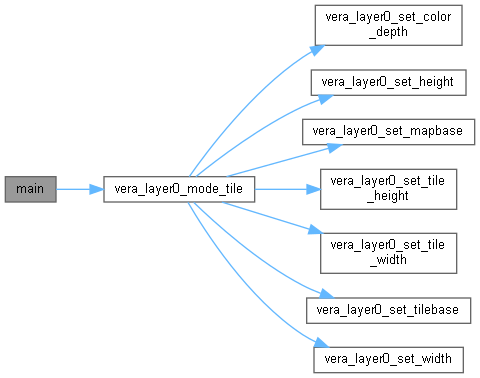 main
vera_layer0_mode_tile
vera_layer0_set_color
_depth
vera_layer0_set_height
vera_layer0_set_mapbase
vera_layer0_set_tile
_height
vera_layer0_set_tile
_width
vera_layer0_set_tilebase
vera_layer0_set_width